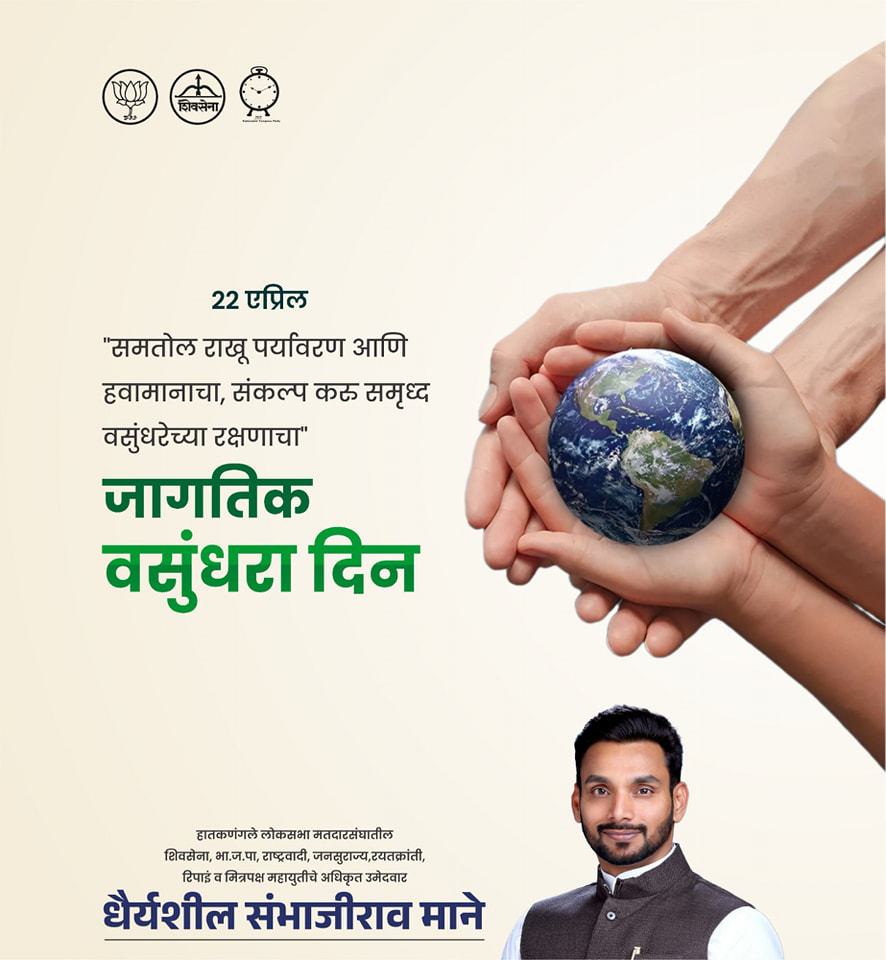 शिवसेना
22 एप्रिल
"समतोल राखू पर्यावरण आणि
हवामानाचा, संकल्प करु समृध्द
वसुंधरेच्या रक्षणाचा"
जागतिक
वसुंधरा दिन
हातकणंगले लोकसभा मतदारसंघातील
शिवसेना, भा.ज.पा, राष्ट्रवादी, जनसुराज्य,रयतक्रांती,
रिपाइं व मित्रपक्ष महायुतीचे अधिकृत उमेदवार
धैर्यशील संभाजीराव माने